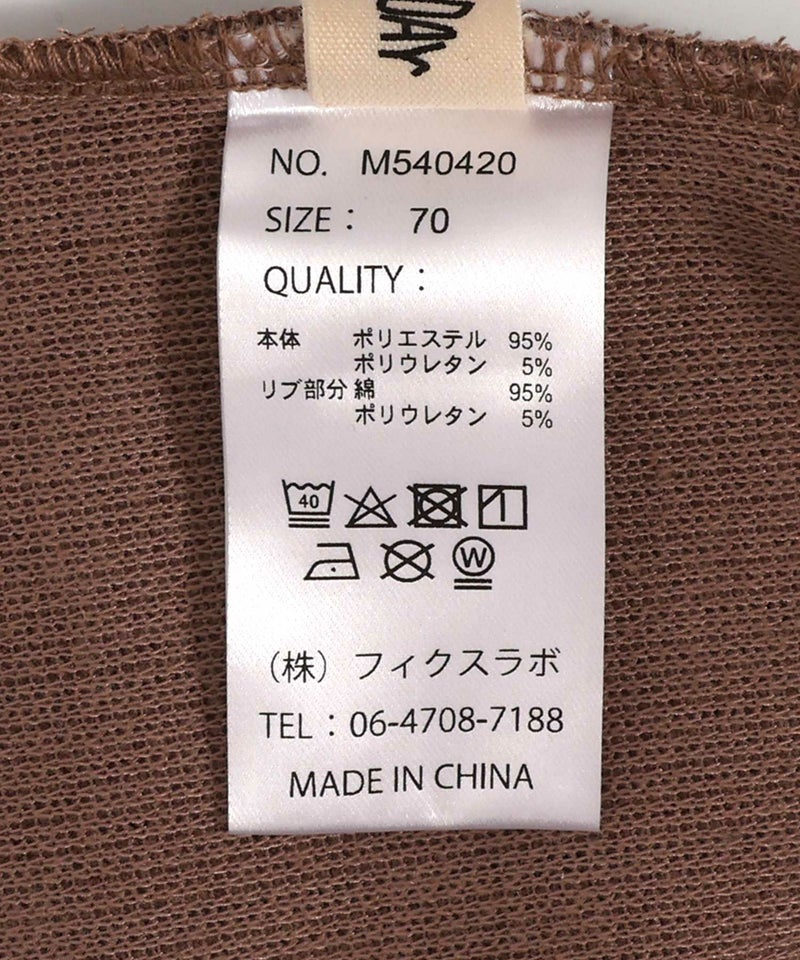 DAY
NO. M540420
SIZE： 70
QUALITY：
本体 ポリエステル 95%
ポリウレタン 5%
リブ部分 綿 95%
ポリウレタン 5%
40
1
W
（株）フィクスラボ
TEL：06-4708-7188
MADE IN CHINA